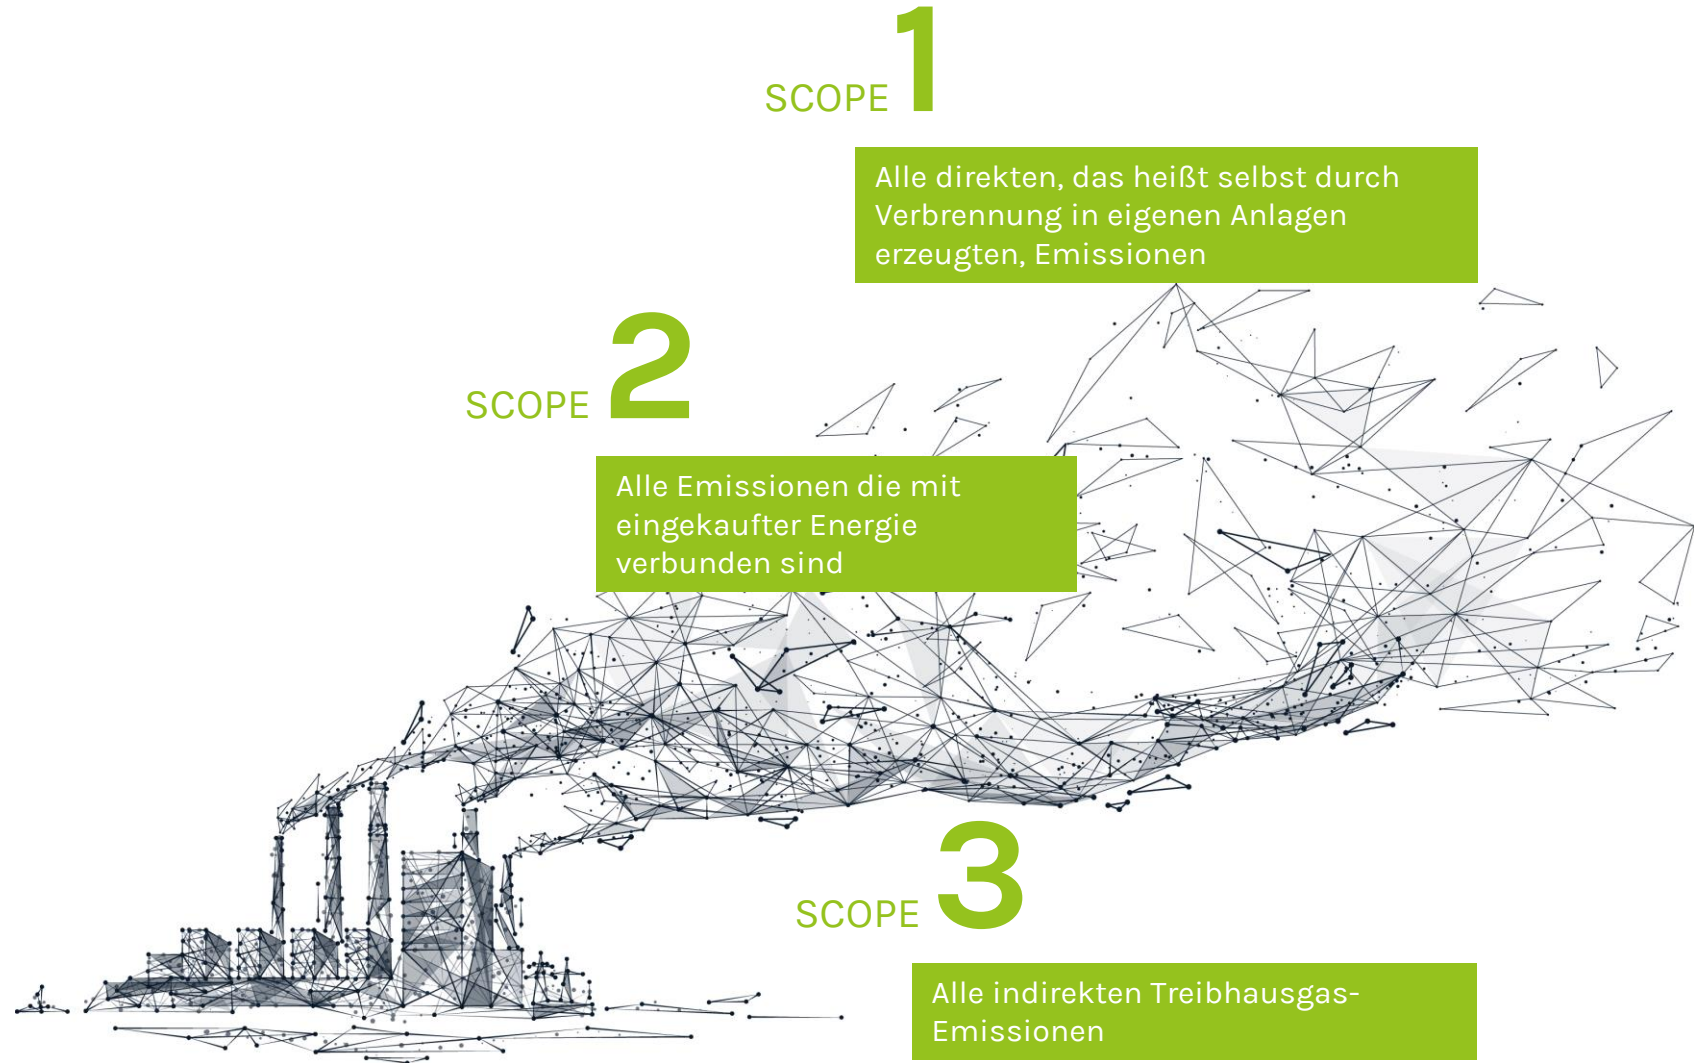 SCOPE 1
Alle direkten, das heißt selbst durch
Verbrennung in eigenen Anlagen
erzeugten, Emissionen
SCOPE 2
Alle Emissionen die mit
eingekaufter Energie
verbunden sind
SCOPE 3
Alle indirekten Treibhausgas-
Emissionen